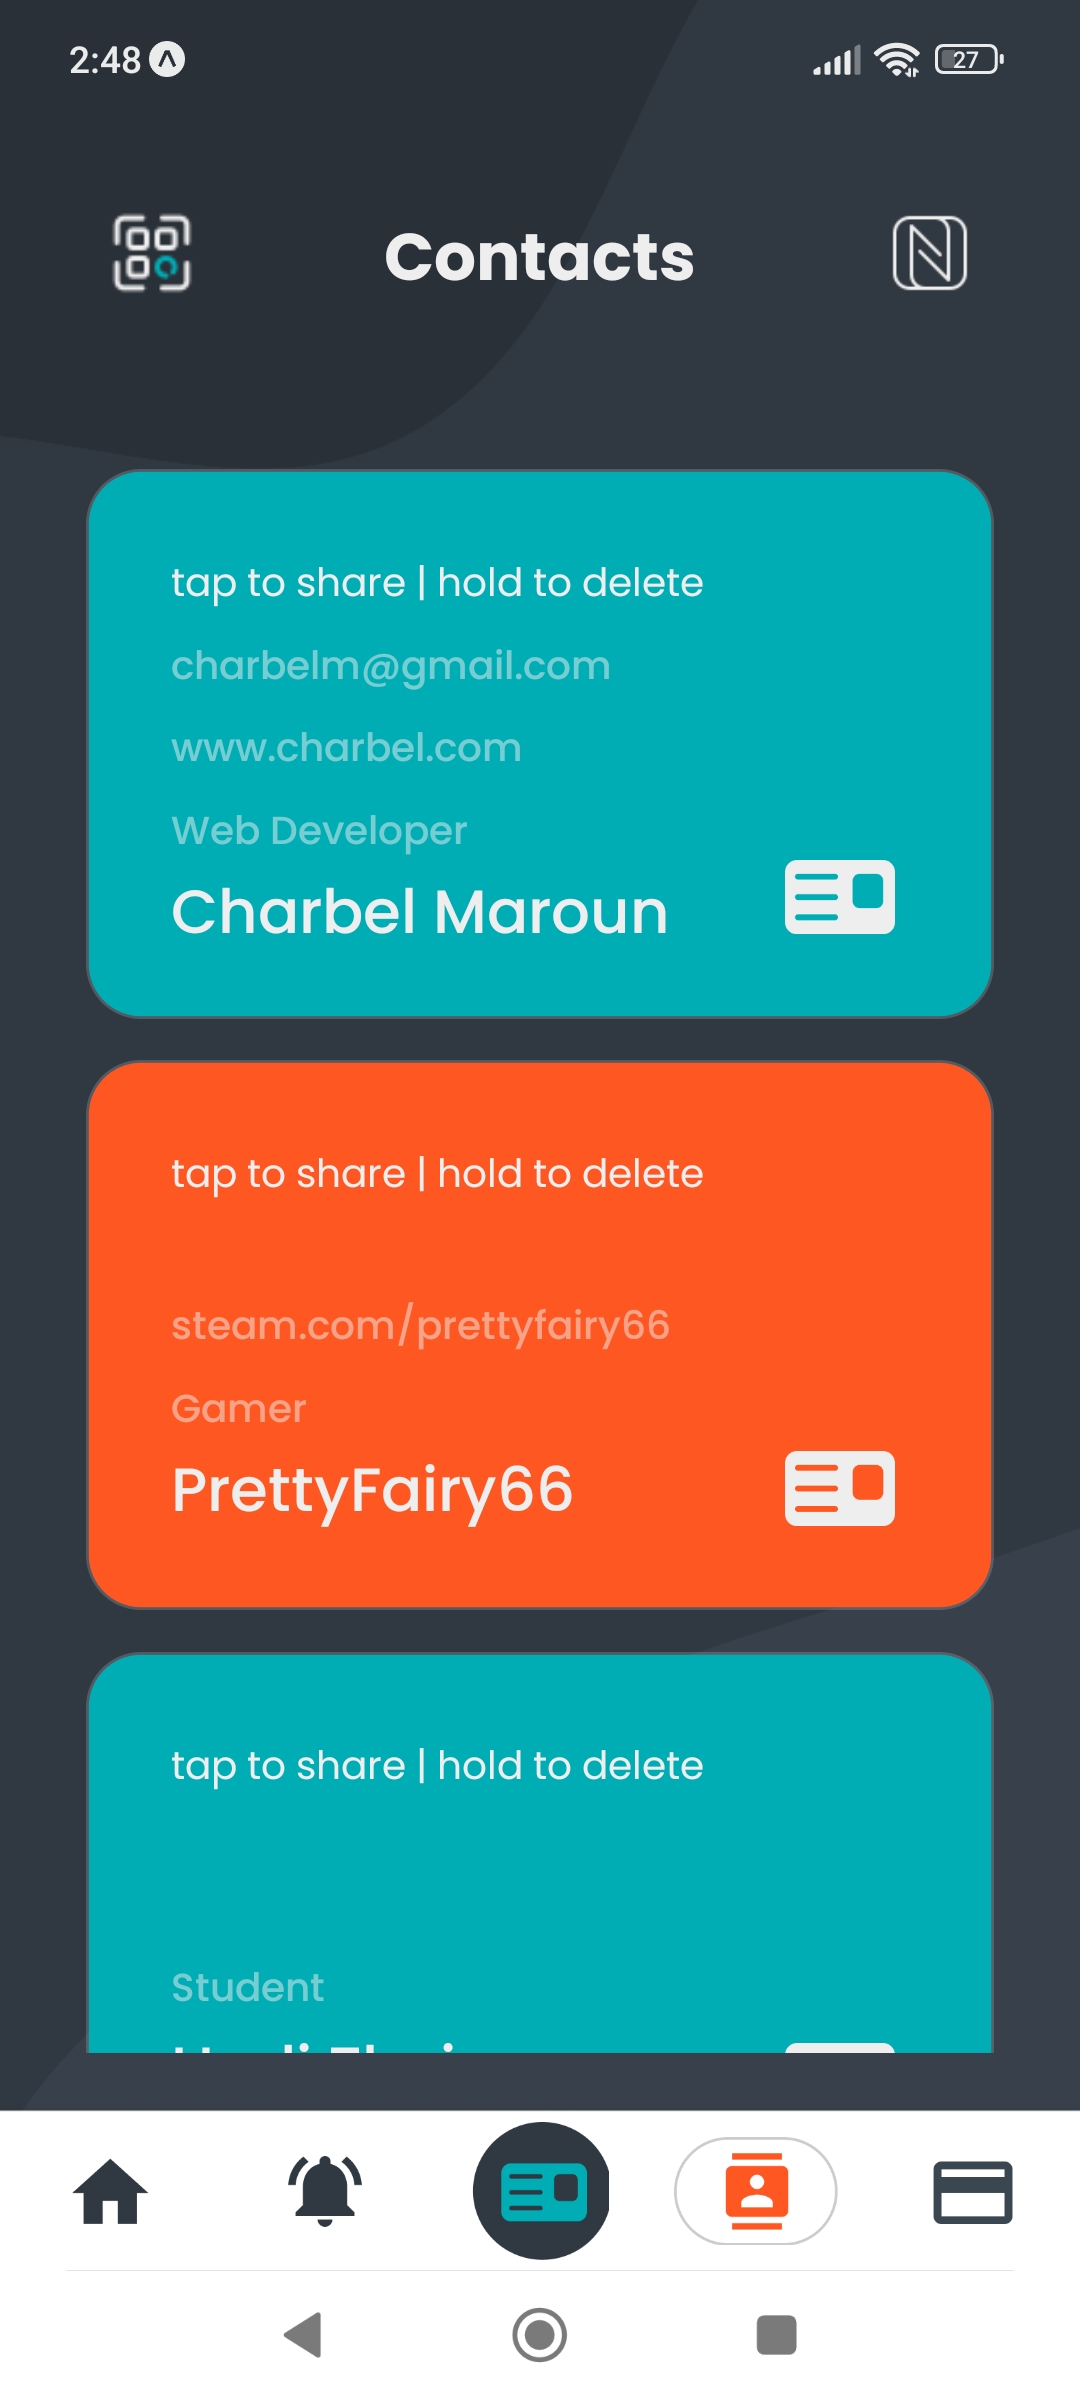 2:48
27
Contacts
tap to share | hold to delete
charbelm@gmail.com
www.charbel.com
Web Developer
Charbel Maroun
tap to share | hold to delete
steam.com/prettyfairy66
Gamer
PrettyFairy66
tap to share | hold to delete
Student